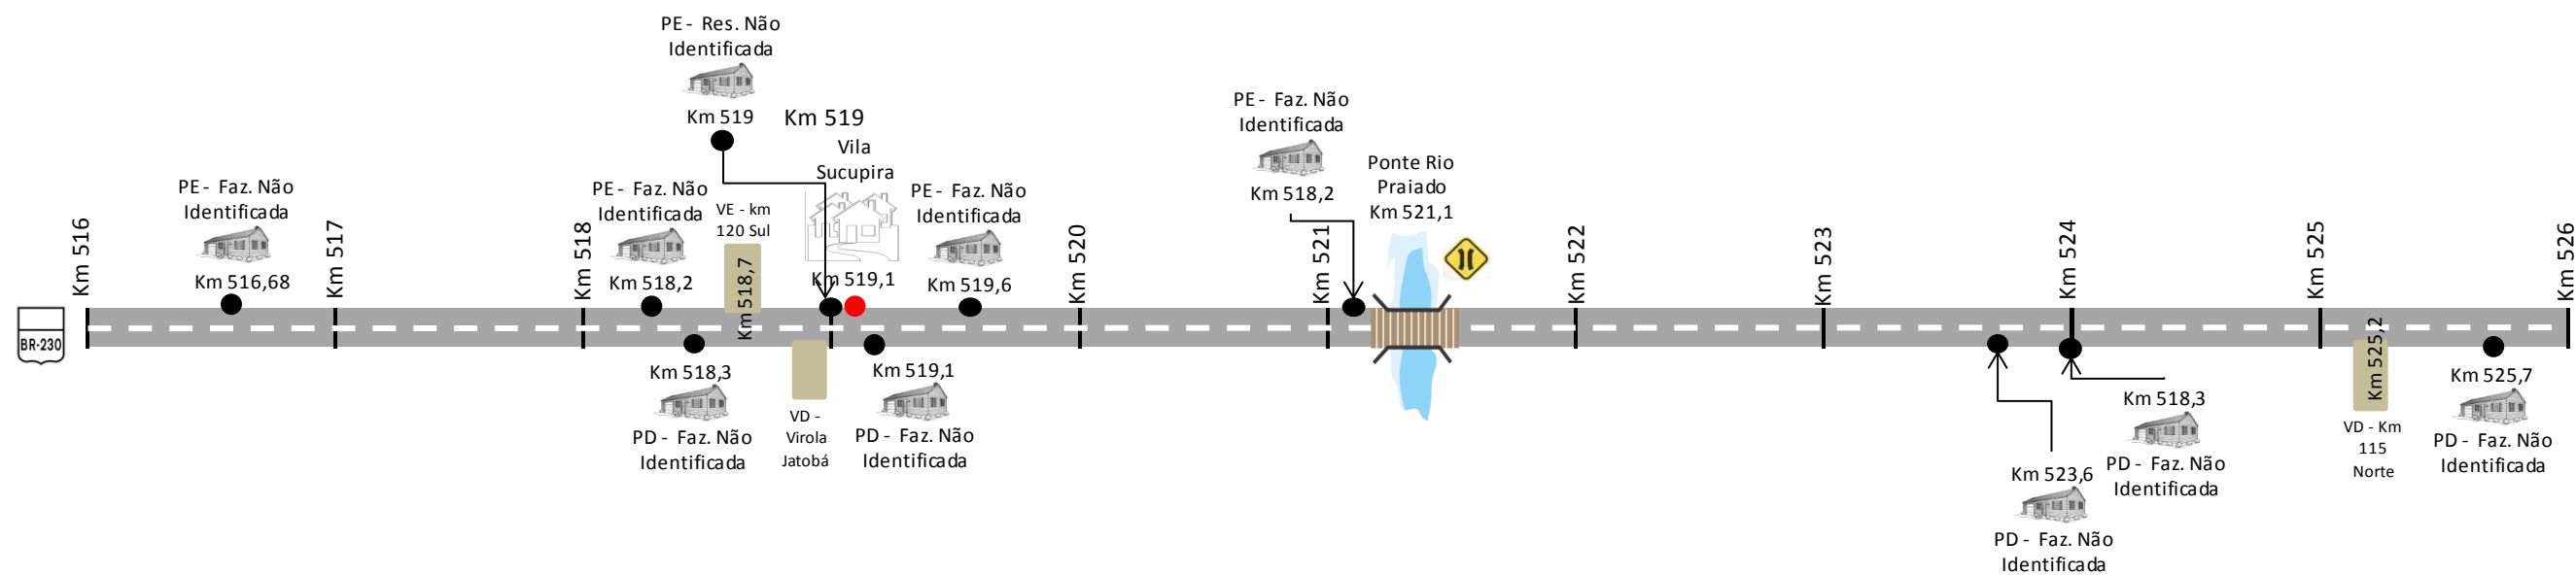 PE - Res. Não
Identificada
Km 519
Km 519
Vila
Sucupira
PE - Faz. Não
Identificada
Km 518,2
Ponte Rio
Praiado
Km 521,1
PE - Faz. Não
Identificada
Km 516,68
PE - Faz. Não
Identificada
Km 518,2
VE - km
120 Sul
Km 518,7
Km 519,1
PE - Faz. Não
Identificada
Km 519,6
Km 516
Km 517
Km 518
Km 520
Km 521
Km 522
Km 523
Km 524
Km 525
Km 526
BR-230
Km 518,3
PD - Faz. Não
Identificada
VD -
Virola
Jatobá
Km 519,1
PD - Faz. Não
Identificada
Km 523,6
PD - Faz. Não
Identificada
Km 518,3
PD - Faz. Não
Identificada
Km 525,2
VD - Km
115
Norte
Km 525,7
PD - Faz. Não
Identificada